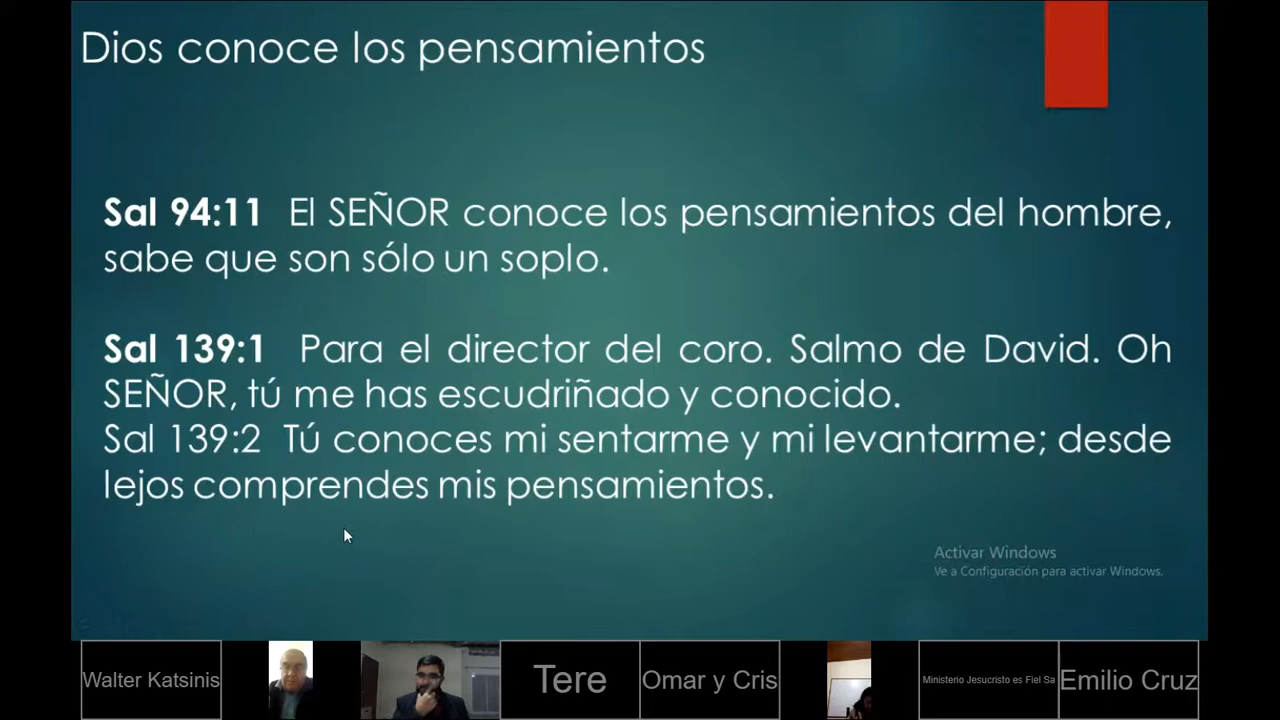 Dios conoce los pensamientos
Sal 94:11 El SEÑOR conoce los pensamientos del hombre,
sabe que son sólo un soplo.
Sal 139:1 Para el director del coro. Salmo de David. Oh
SEÑOR, tú me has escudriñado y conocido.
Sal 139:2 Tú conoces mi sentarme y mi levantarme; desde
lejos comprendes mis pensamientos.
Activar Windows
Ve a Configuración para activar Windows.
Walter Katsinis
Tere
Omar y Cris
Ministerio Jesucristo es Fiel Sa
Emilio Cruz